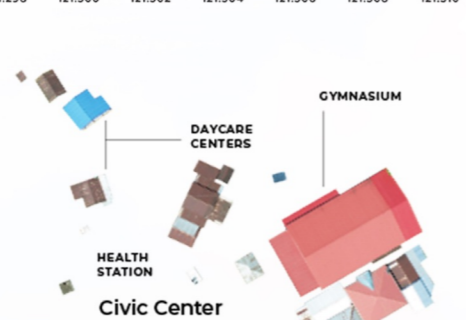 GYMNASIUM
DAYCARE
CENTERS
HEALTH
STATION
Civic Center